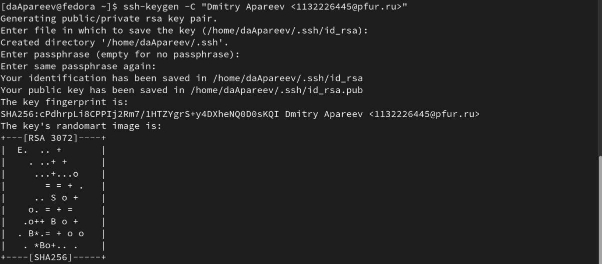 [daApareev@fedora ~]$ ssh-keygen -C "Dmitry Apareev <1132226445@pfur.ru>"
Generating public/private rsa key pair.
Enter file in which to save the key (/home/daApareev/.ssh/id_rsa):
Created directory '/home/daApareev/.ssh'.
Enter passphrase (empty for no passphrase):
Enter same passphrase again:
Your identification has been saved in /home/daApareev/.ssh/id_rsa
Your public key has been saved in /home/daApareev/.ssh/id_rsa.pub
The key fingerprint is:
SHA256:cPdhrpLi8CPPIj2Rm7/1HTZYgrS+y4DXheNQ0D0sKQI Dmitry Apareev <1132226445@pfur.ru>
The key's randomart image is:
+---[RSA 3072]----+
|  E.  .. +       |
|    . ..+ +      |
|     ...+...o    |
|       = = + .   |
|     .. S o +    |
|    o. = + =     |
|   .o++ B o +    |
|  . B*.= + o o   |
|   . *Bo+.. .    |
+----[SHA256]-----+